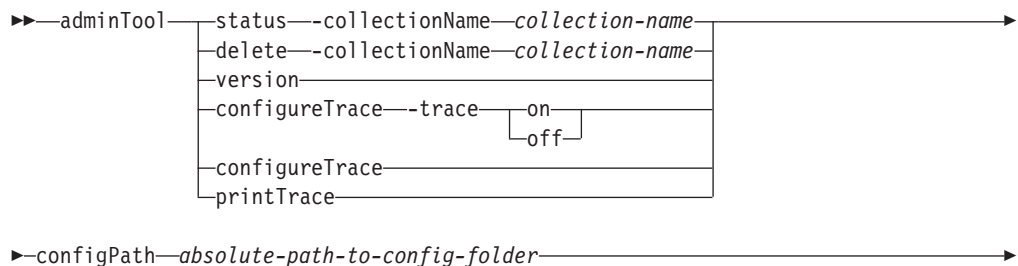 adminTool status -collectionName collection-name
delete -collectionName collection-name
version
configureTrace -trace on
off
configureTrace
printTrace
configPath absolute-path-to-config-folder